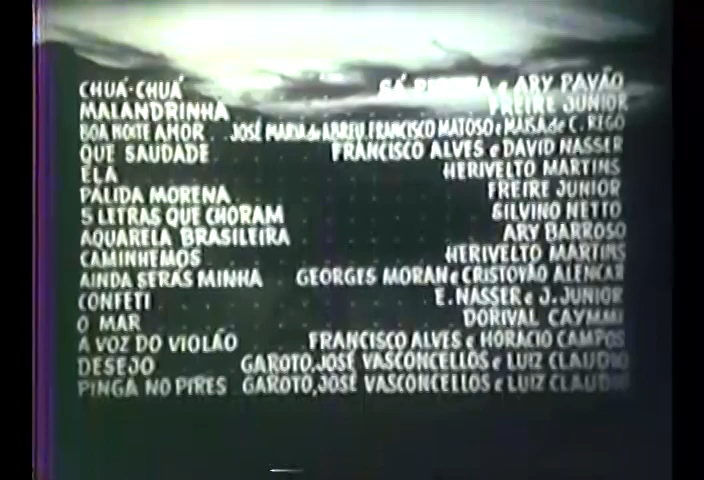 CHUÁ-CHUÁ SÁ PEREIRA e ARY PAVÃO
MALANDRINHA FREIRE JUNIOR
BOA NOITE AMOR JOSÉ MARIA de ABREU, FRANCISCO MATOSO e MAISA de C. REGO
QUE SAUDADE FRANCISCO ALVES e DAVID NASSER
ELA HERIVELTO MARTINS
PALIDA MORENA FREIRE JUNIOR
5 LETRAS QUE CHORAM SILVINO NETTO
AQUARELA BRASILEIRA ARY BARROSO
CAMINHEMOS HERIVELTO MARTINS
AINDA SERÁS MINHA GEORGES MORAN e CRISTOVÃO ALENCAR
CONFETI E. NASSER e J. JUNIOR
O MAR DORIVAL CAYMMI
A VOZ DO VIOLÃO FRANCISCO ALVES e HORACIO CAMPOS
DESEJO GAROTO, JOSÉ VASCONCELLOS e LUIZ CLAUDIO
PINGA NO PIRES GAROTO, JOSÉ VASCONCELLOS e LUIZ CLAUDIO